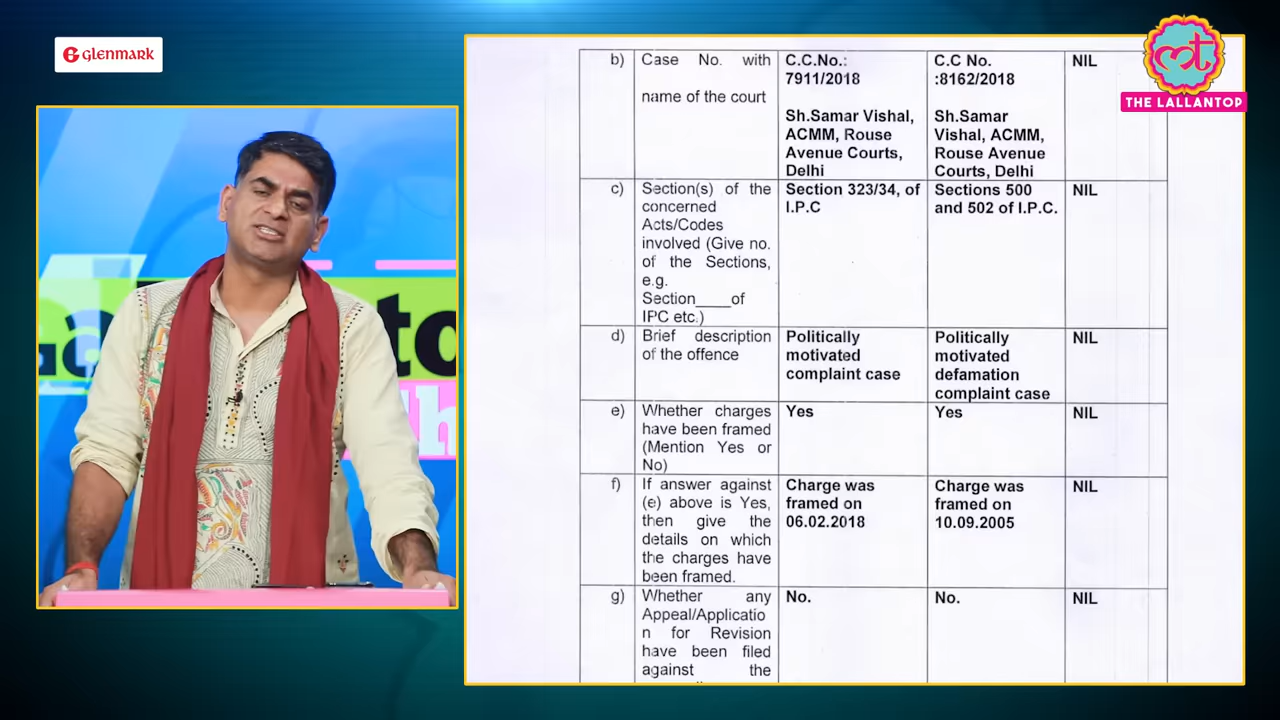 GLENMARK
THE LALLANTOP
b)
Case No. with
name of the court
C.C.No.:
7911/2018
Sh.Samar Vishal,
ACMM, Rouse
Avenue Courts,
Delhi
C.C No.
:8162/2018
Sh.Samar
Vishal, ACMM,
Rouse Avenue
Courts, Delhi
NIL
c)
Section(s) of the
concerned
Acts/Codes
involved (Give no.
of the Sections,
e.g.
Section____of
IPC etc.)
Section 323/34, of
I.P.C
Sections 500
and 502 of I.P.C.
NIL
d)
Brief description
of the offence
Politically
motivated
complaint case
Politically
motivated
defamation
complaint case
NIL
e)
Whether charges
have been framed
(Mention Yes or
No)
Yes
Yes
NIL
f)
If answer against
(e) above is Yes,
then give the
details on which
the charges have
been framed.
Charge was
framed on
06.02.2018
Charge was
framed on
10.09.2005
NIL
g)
Whether any
Appeal/Applicatio
n for Revision
have been filed
against the
No.
No.
NIL